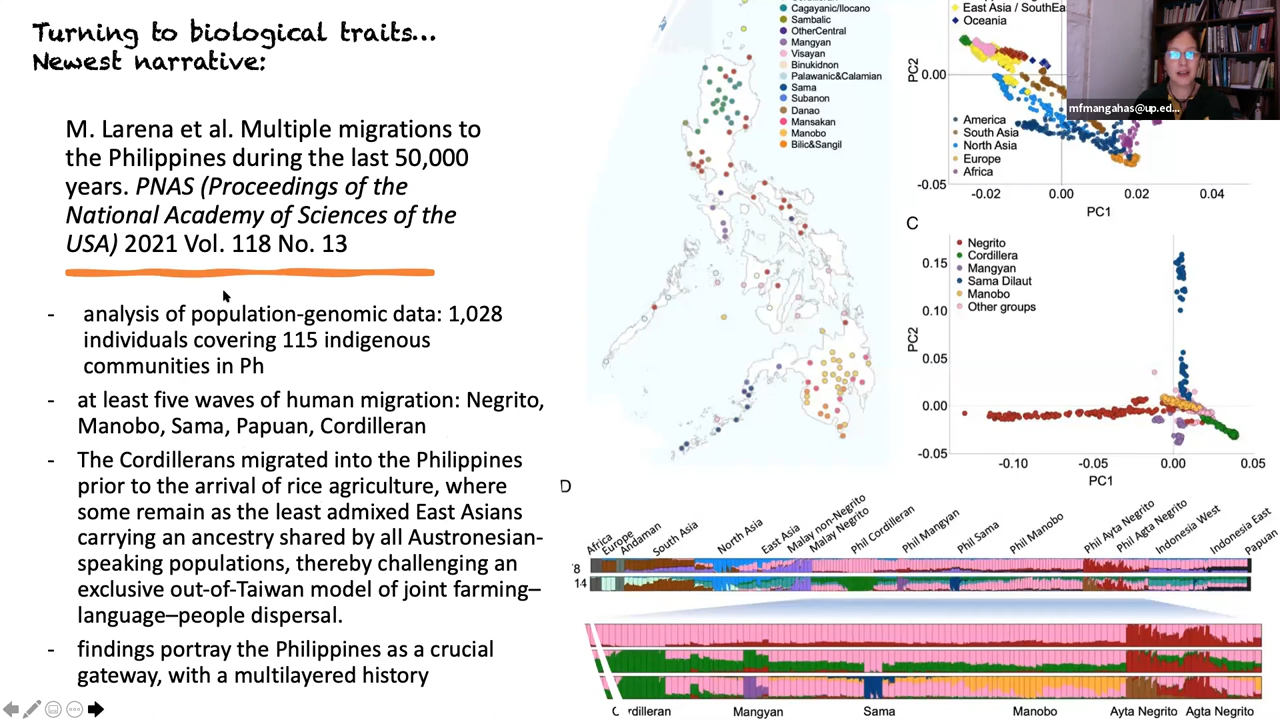 Turning to biological traits...
Newest narrative:
M. Larena et al. Multiple migrations to
the Philippines during the last 50,000
years. PNAS (Proceedings of the
National Academy of Sciences of the
USA) 2021 Vol. 118 No. 13
- analysis of population-genomic data: 1,028
individuals covering 115 indigenous
communities in Ph
- at least five waves of human migration: Negrito,
Manobo, Sama, Papuan, Cordilleran
- The Cordillerans migrated into the Philippines
prior to the arrival of rice agriculture, where
some remain as the least admixed East Asians
carrying an ancestry shared by all Austronesian-
speaking populations, thereby challenging an
exclusive out-of-Taiwan model of joint farming–
language–people dispersal.
- findings portray the Philippines as a crucial
gateway, with a multilayered history
Cagayanic/Ilocano
Sambalic
OtherCentral
Mangyan
Visayan
Binukidnon
Palawanic&Calamian
Sama
Subanon
Danao
Mansakan
Manobo
Bilic&Sangil
East Asia / SouthEa
Oceania
PC2
0.00
-0.05
America
South Asia
North Asia
Europe
Africa
-0.02
0.00
0.02
0.04
PC1
mfmangahas@up.ed...
C
Negrito
Cordillera
Mangyan
Sama Dilaut
Manobo
Other groups
PC2
0.15
0.10
0.05
0.00
-0.05
-0.10
-0.05
0.00
0.05
PC1
D
Africa
Europe
Andaman
South Asia
North Asia
East Asia
Malay non-Negrito
Malay Negrito
Phil Cordilleran
Phil Mangyan
Phil Sama
Phil Manobo
Phil Ayta Negrito
Phil Agta Negrito
Indonesia West
Indonesia East
Papuan
8
14
C rdilleran
Mangyan
Sama
Manobo
Ayta Negrito
Agta Negrito